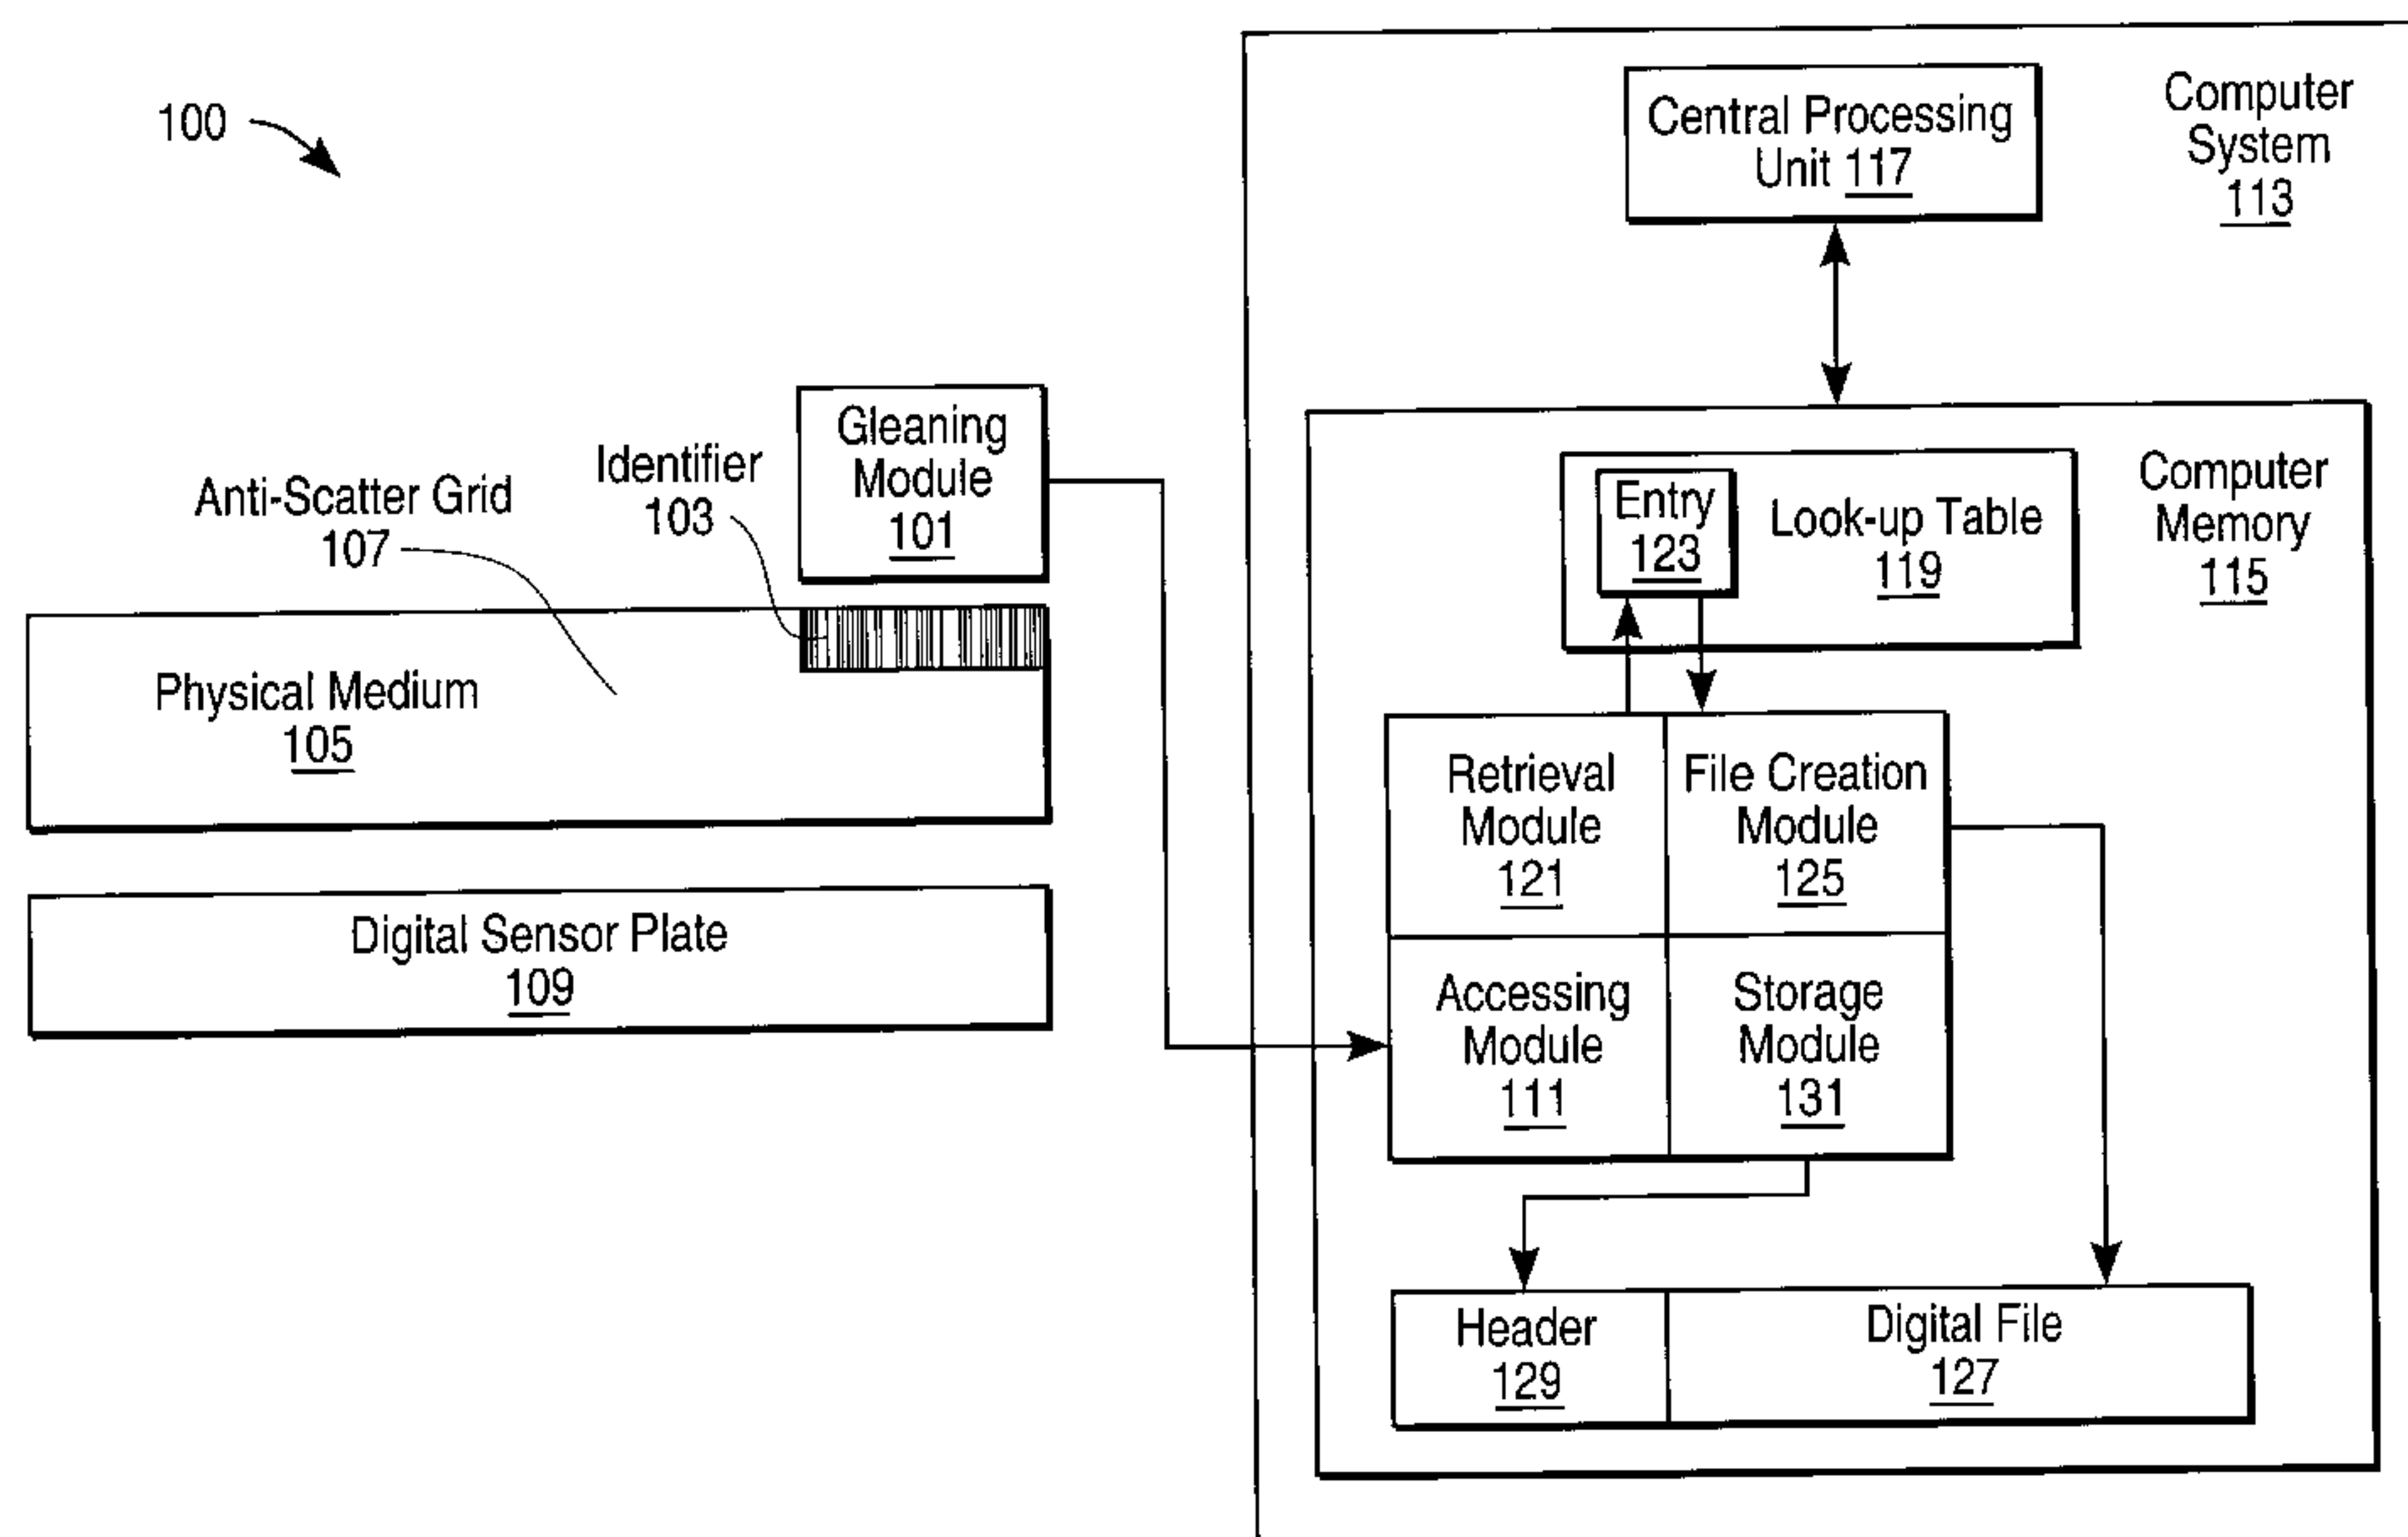 100
Central Processing
Unit 117
Computer
System
113
Gleaning
Module
101
Identifier
103
Anti-Scatter Grid
107
Physical Medium
105
Digital Sensor Plate
109
Computer
Memory
115
Entry
123
Look-up Table
119
Retrieval
Module
121
File Creation
Module
125
Accessing
Module
111
Storage
Module
131
Header
129
Digital File
127